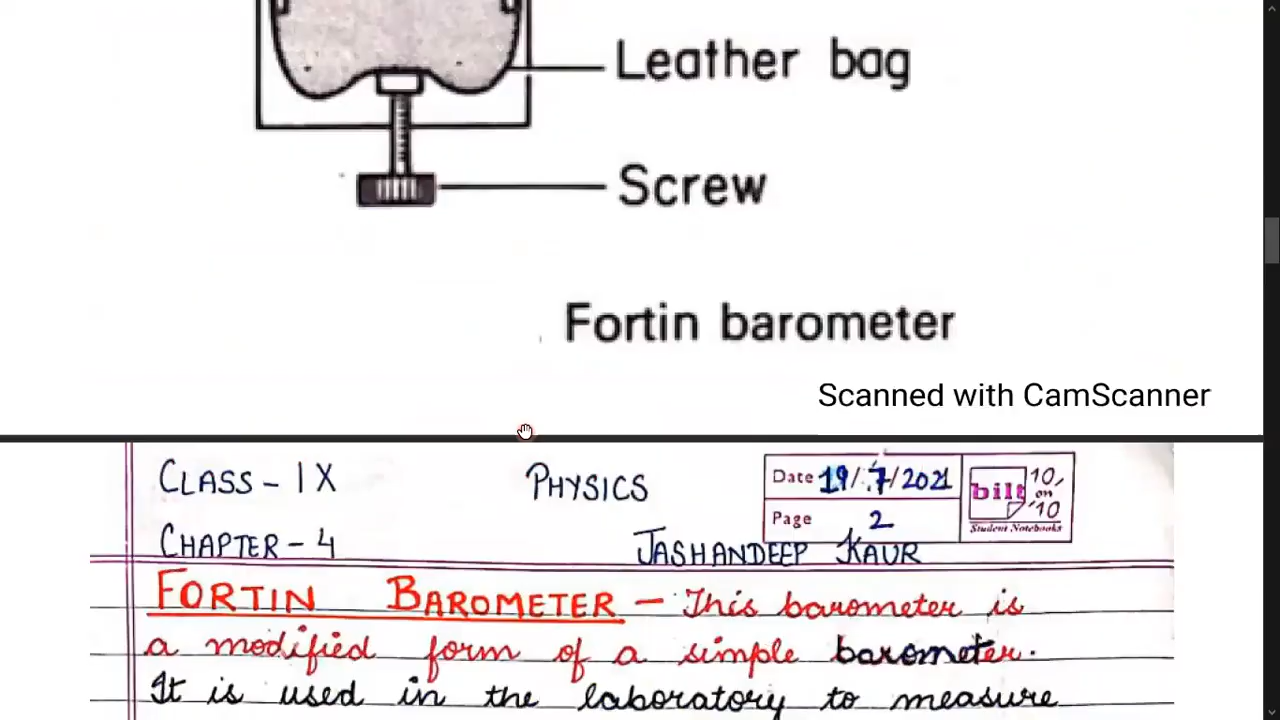 Leather bag
Screw
Fortin barometer
Scanned with CamScanner
CLASS - IX PHYSICS Date 19/7/2021 bilt 10 on 10
CHAPTER - 4 Page 2 Student Notebooks
JASHANDEEP KAUR
FORTIN BAROMETER - This barometer is
a modified form of a simple barometer.
It is used in the laboratory to measure